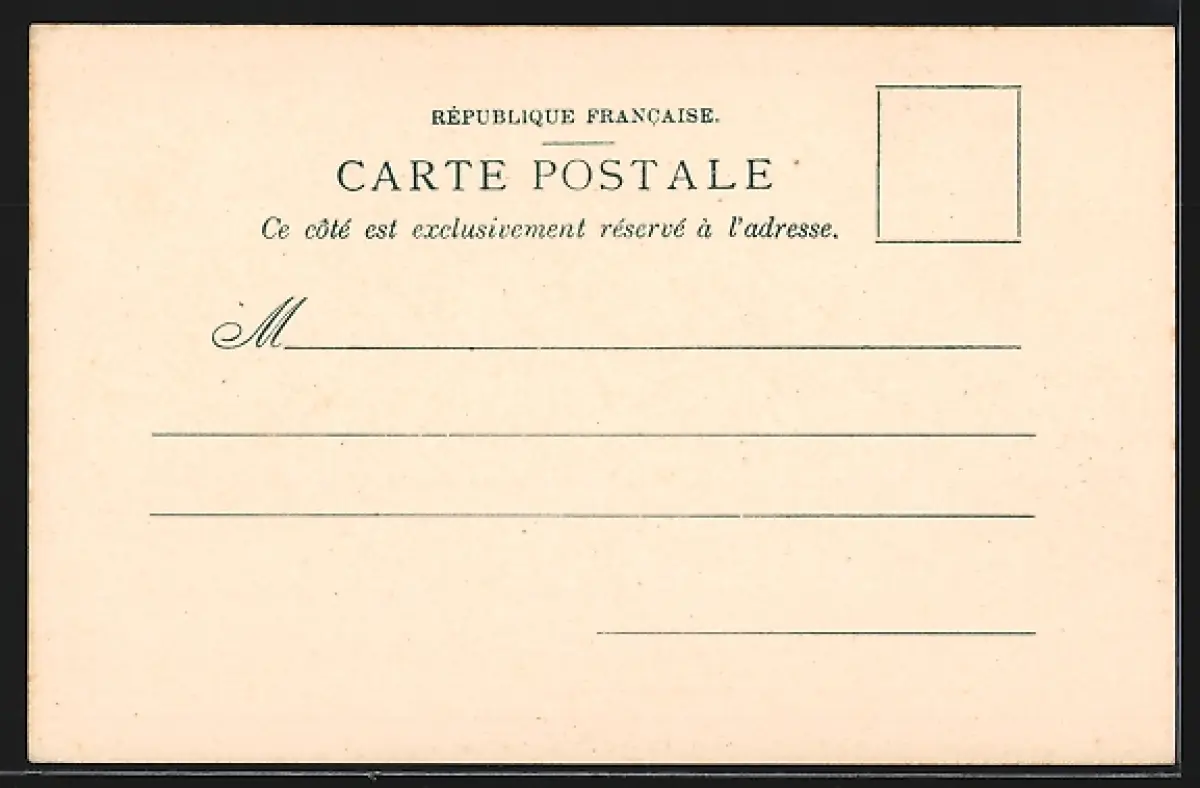 RÉPUBLIQUE FRANÇAISE.
CARTE POSTALE
Ce côté est exclusivement réservé à l'adresse.
M